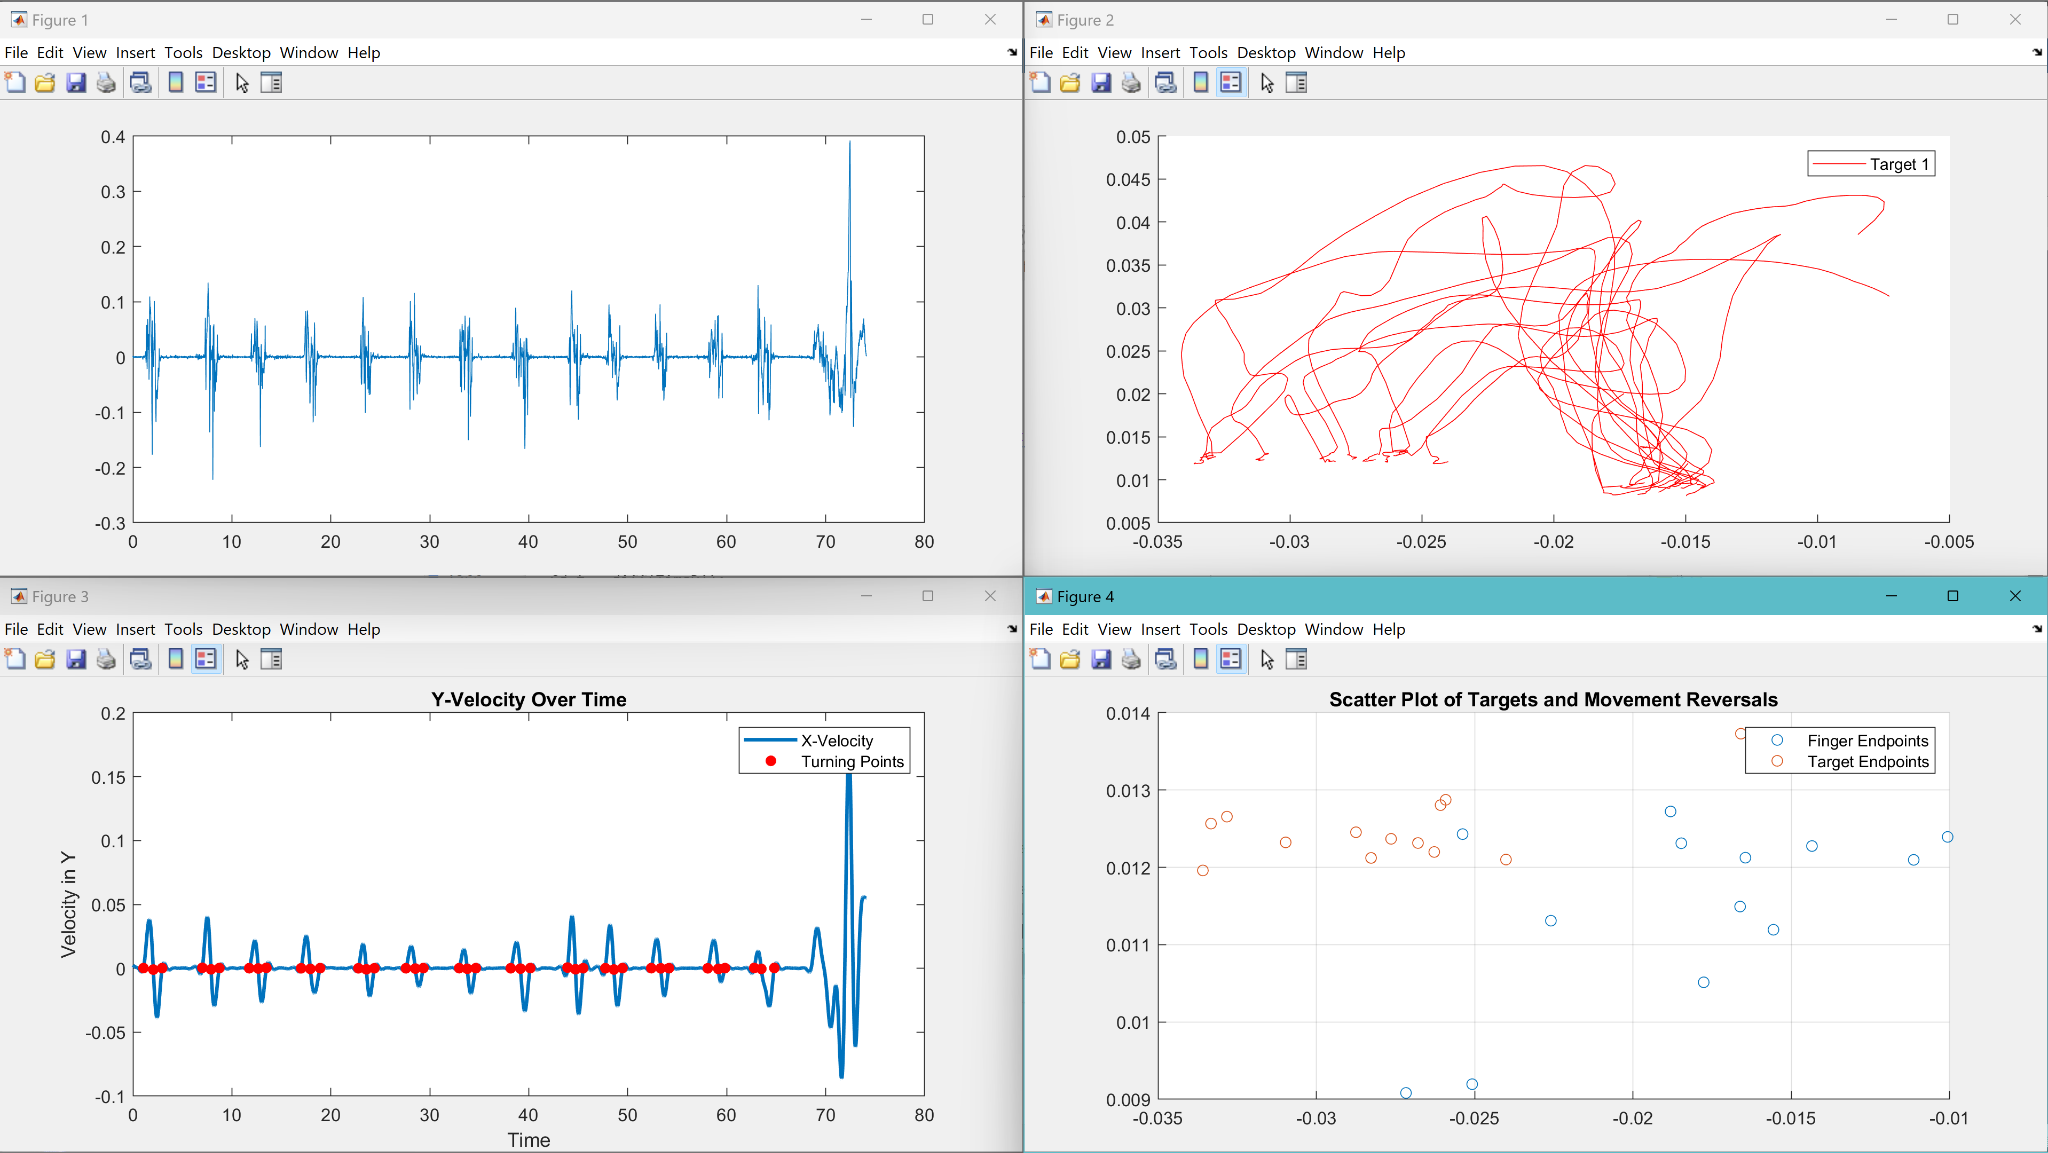 Figure 1
File Edit View Insert Tools Desktop Window Help
0.4
0.3
0.2
0.1
0
-0.1
-0.2
-0.3
0 10 20 30 40 50 60 70 80
Figure 2
File Edit View Insert Tools Desktop Window Help
Target 1
0.05
0.045
0.04
0.035
0.03
0.025
0.02
0.015
0.01
0.005
-0.035 -0.03 -0.025 -0.02 -0.015 -0.01 -0.005
Figure 3
File Edit View Insert Tools Desktop Window Help
Y-Velocity Over Time
X-Velocity
Turning Points
Velocity in Y
0.2
0.15
0.1
0.05
0
-0.05
-0.1
0 10 20 30 40 50 60 70 80
Time
Figure 4
File Edit View Insert Tools Desktop Window Help
Scatter Plot of Targets and Movement Reversals
Finger Endpoints
Target Endpoints
0.014
0.013
0.012
0.011
0.01
0.009
-0.035 -0.03 -0.025 -0.02 -0.015 -0.01